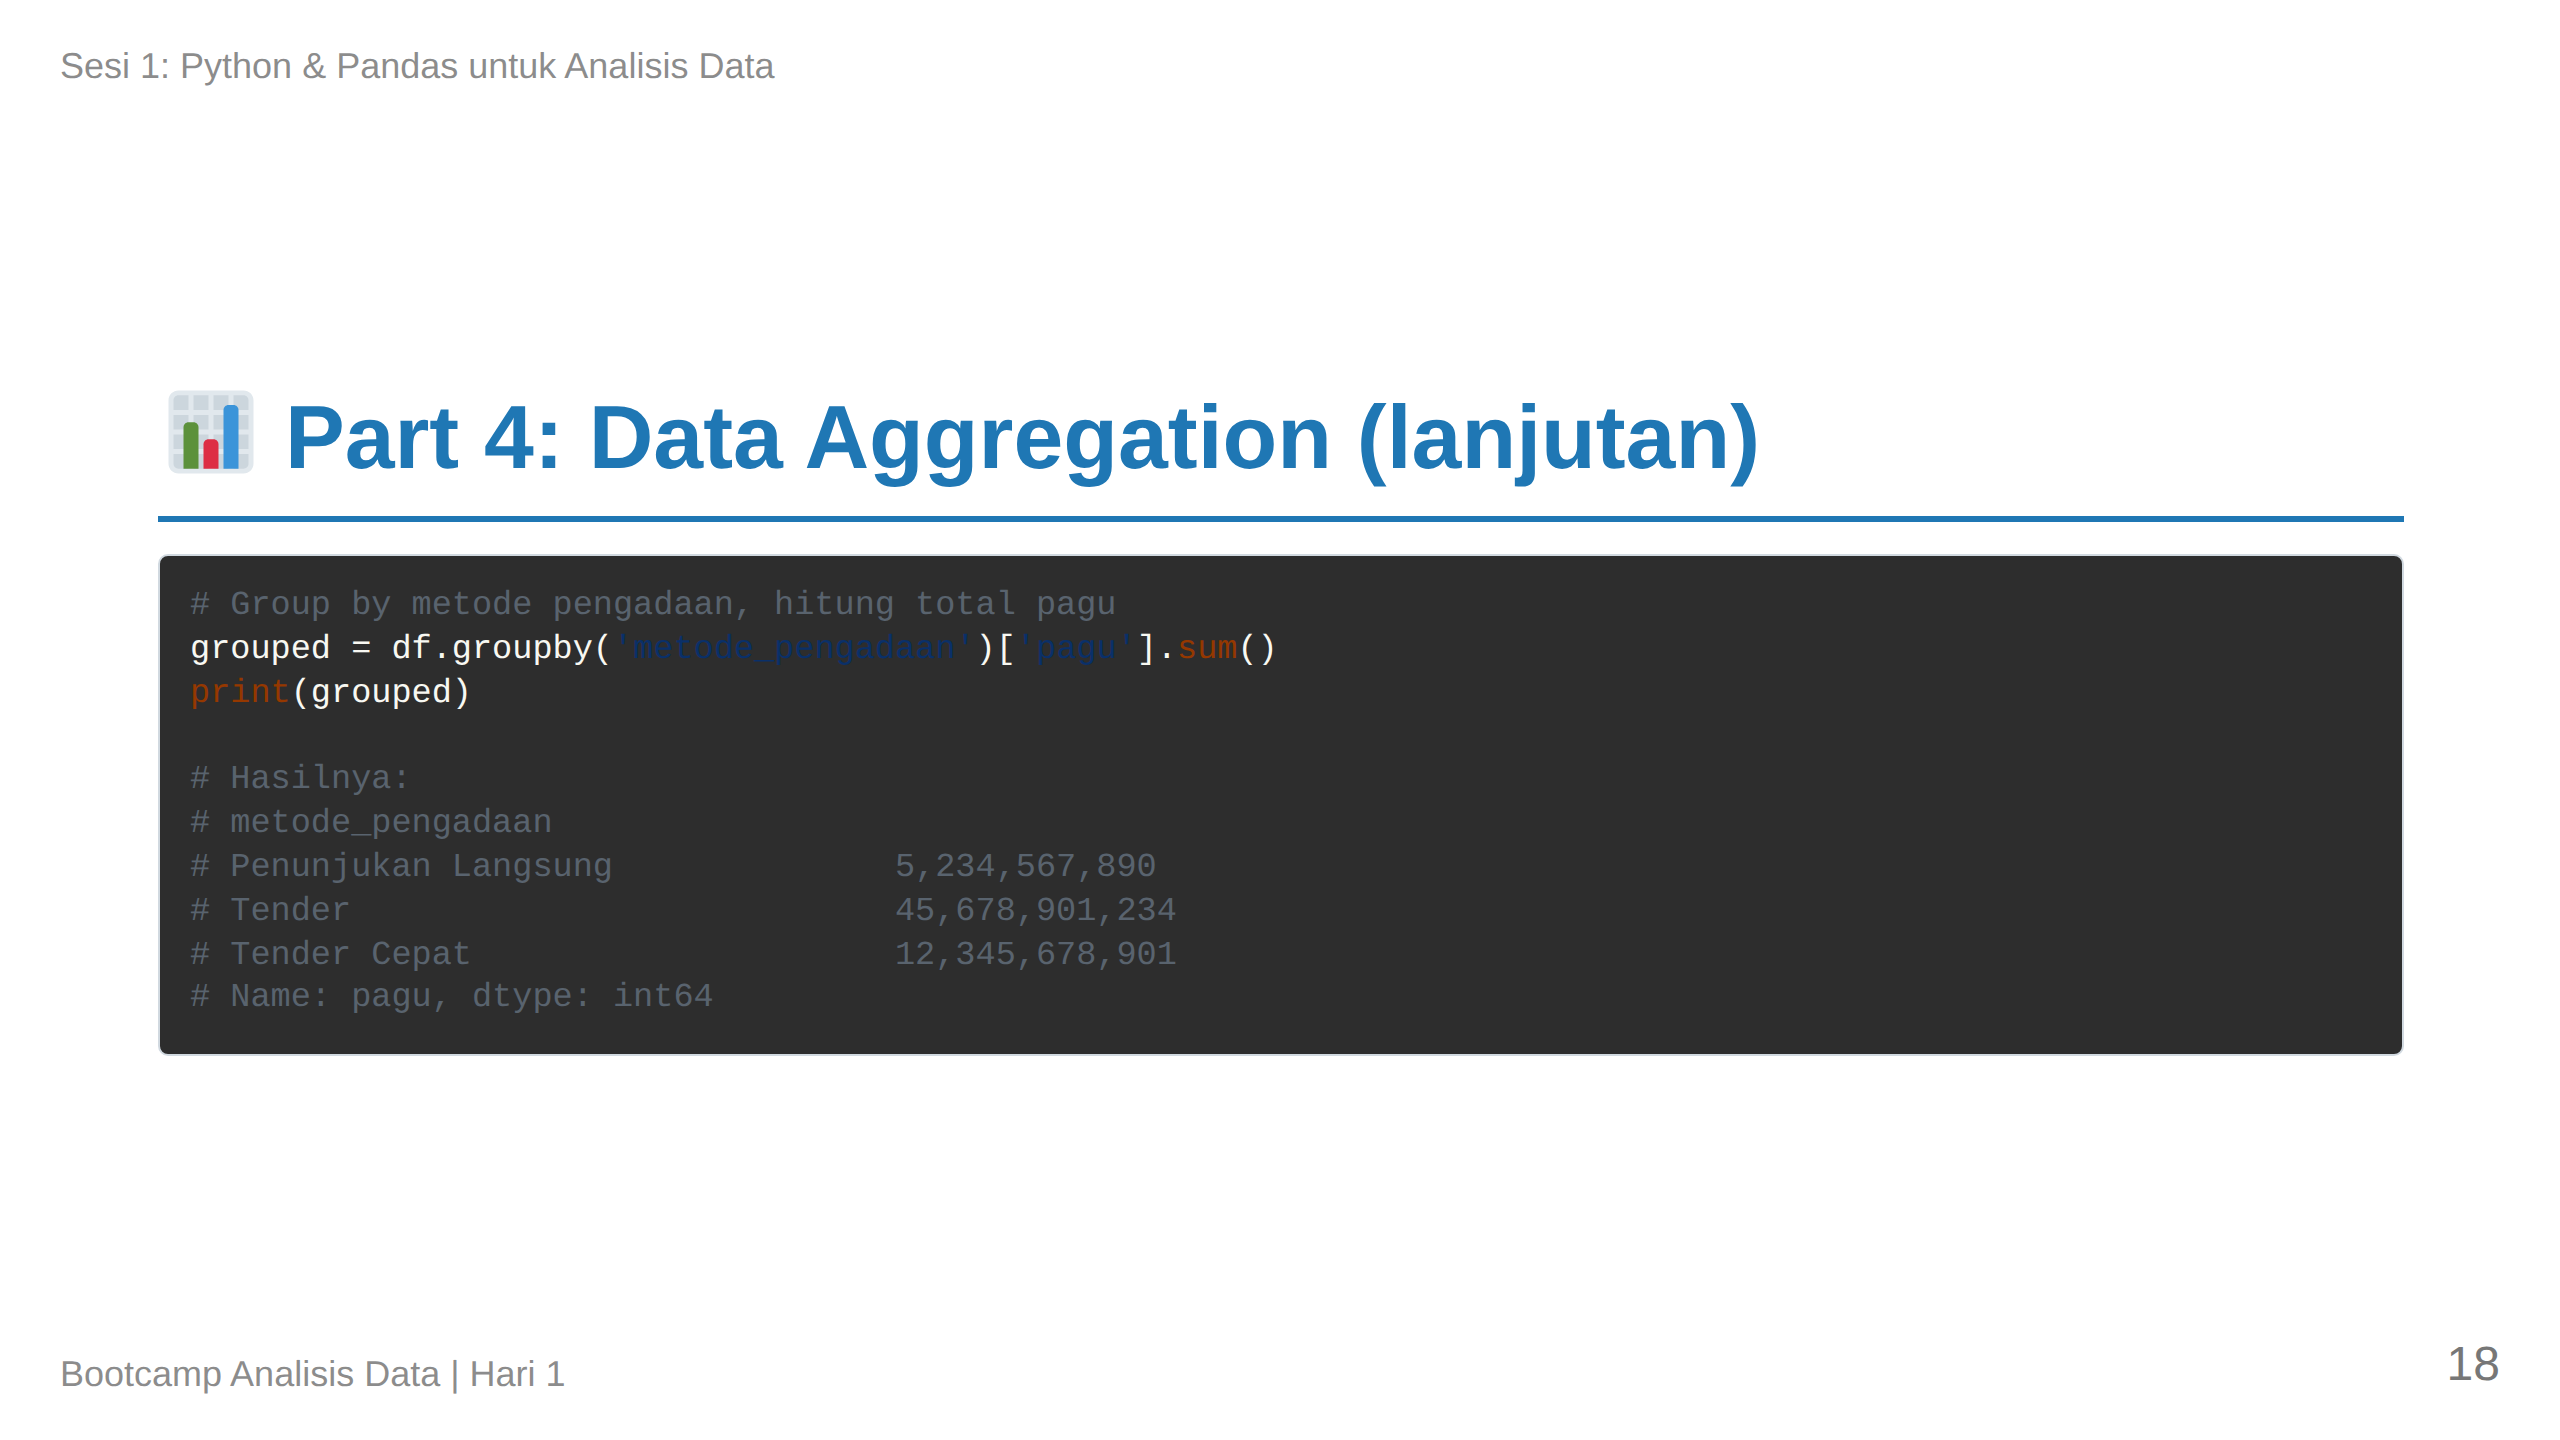 Sesi 1: Python & Pandas untuk Analisis Data
Part 4: Data Aggregation (lanjutan)
# Group by metode pengadaan, hitung total pagu
grouped = df.groupby('metode_pengadaan')['pagu'].sum()
print(grouped)
# Hasilnya:
# metode_pengadaan
# Penunjukan Langsung              5,234,567,890
# Tender                           45,678,901,234
# Tender Cepat                     12,345,678,901
# Name: pagu, dtype: int64
Bootcamp Analisis Data | Hari 1
18